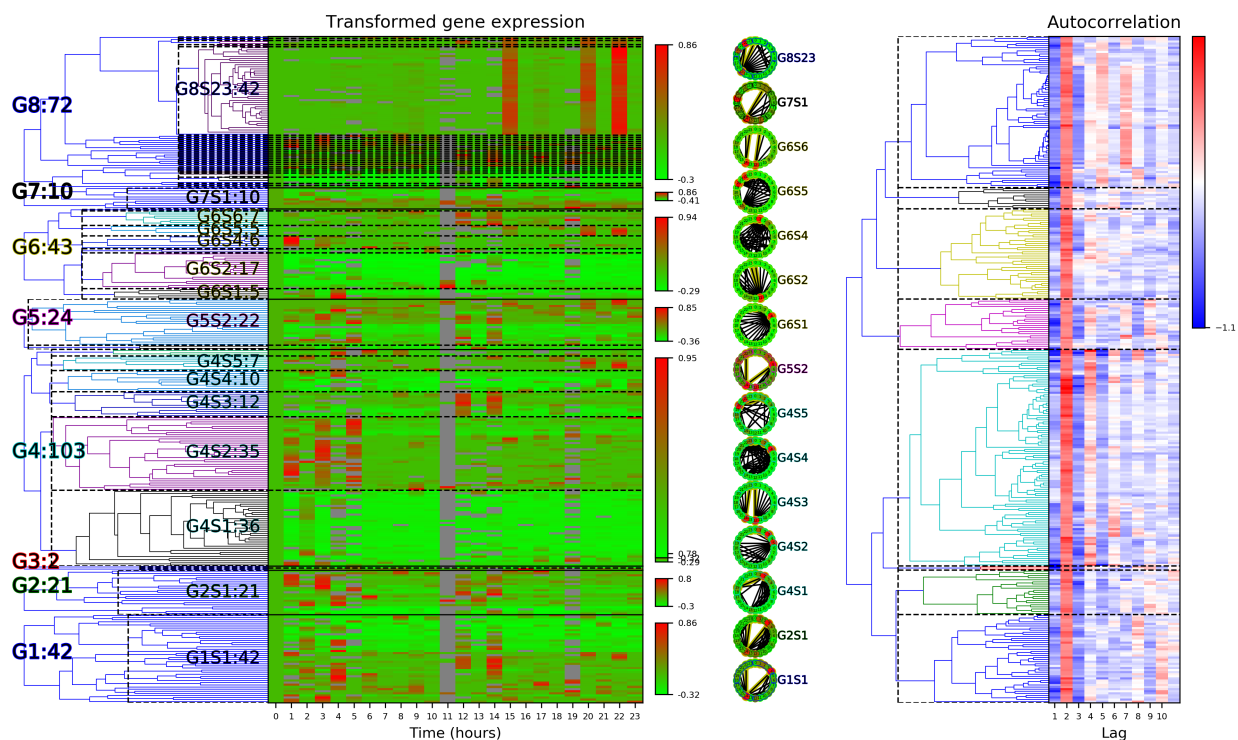 Transformed gene expression
Autocorrelation
G8:72
G7:10
G6:43
G5:24
G4:103
G3:2
G2:21
G1:42
G8S23:42
G7S1:10
G6S6:7
G6S5:5
G6S4:6
G6S2:17
G6S1:5
G5S2:22
G4S5:7
G4S4:10
G4S3:12
G4S2:35
G4S1:36
G2S1:21
G1S1:42
0.86
-0.3
0.86
-0.41
0.94
-0.29
0.85
-0.36
0.95
0.78
-0.29
0.8
-0.3
0.86
-0.32
G8S23
G7S1
G6S6
G6S5
G6S4
G6S2
G6S1
G5S2
G4S5
G4S4
G4S3
G4S2
G4S1
G2S1
G1S1
−1.1
0 1 2 3 4 5 6 7 8 9 10 11 12 13 14 15 16 17 18 19 20 21 22 23
Time (hours)
1 2 3 4 5 6 7 8 9 10
Lag